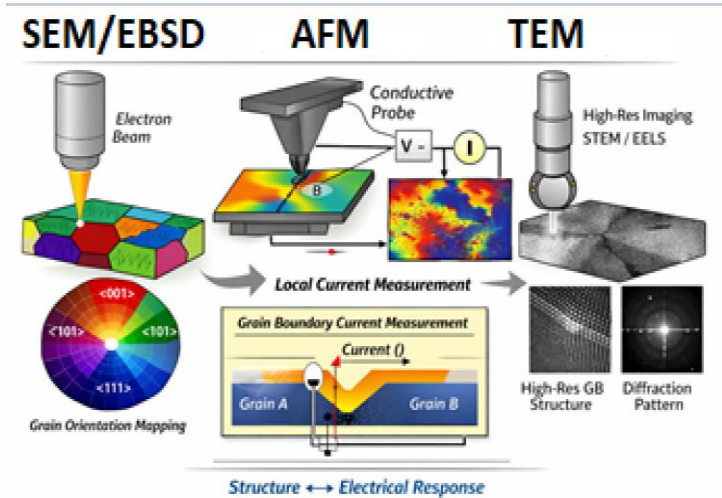 SEM/EBSD
AFM
TEM
Electron
Beam
Conductive
Probe
V –
I
B
High-Res Imaging
STEM / EELS
Local Current Measurement
<001>
<101>
<101>
<111>
Grain Orientation Mapping
Grain Boundary Current Measurement
Current ()
Grain A
Grain B
High-Res GB
Structure
Diffraction
Pattern
Structure ↔ Electrical Response